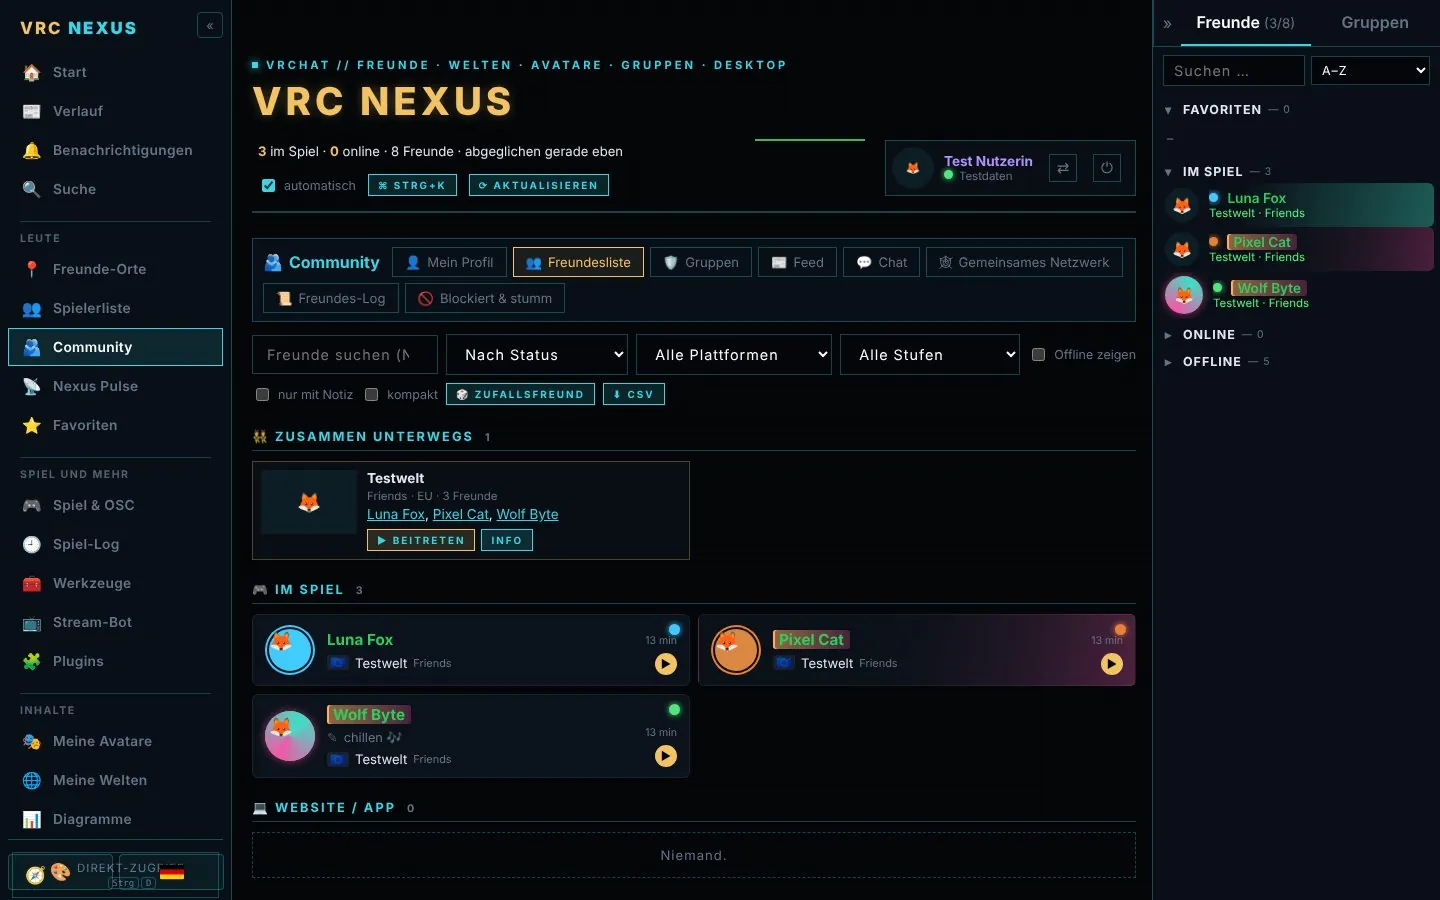 VRC NEXUS
«
Start
Verlauf
Benachrichtigungen
Suche
LEUTE
Freunde-Orte
Spielerliste
Community
Nexus Pulse
Favoriten
SPIEL UND MEHR
Spiel & OSC
Spiel-Log
Werkzeuge
Stream-Bot
Plugins
INHALTE
Meine Avatare
Meine Welten
Diagramme
Strg D
VRCHAT // FREUNDE · WELTEN · AVATARE · GRUPPEN · DESKTOP
VRC NEXUS
3 im Spiel · 0 online · 8 Freunde · abgeglichen gerade eben
automatisch
⌘ STRG+K
⟳ AKTUALISIEREN
Test Nutzerin
Testdaten
Community
Mein Profil
Freundesliste
Gruppen
Feed
Chat
Gemeinsames Netzwerk
Freundes-Log
Blockiert & stumm
Freunde suchen (N
Nach Status
Alle Plattformen
Alle Stufen
Offline zeigen
nur mit Notiz
kompakt
ZUFALLSFREUND
⬇ CSV
ZUSAMMEN UNTERWEGS 1
Testwelt
Friends · EU · 3 Freunde
Luna Fox, Pixel Cat, Wolf Byte
▶ BEITRETEN
INFO
IM SPIEL 3
Luna Fox
13 min
Testwelt Friends
Pixel Cat
13 min
Testwelt Friends
Wolf Byte
✎ chillen 🎶
13 min
Testwelt Friends
WEBSITE / APP 0
Niemand.
»
Freunde (3/8)
Gruppen
Suchen …
A–Z
▼ FAVORITEN — 0
–
▼ IM SPIEL — 3
Luna Fox
Testwelt · Friends
Pixel Cat
Testwelt · Friends
Wolf Byte
Testwelt · Friends
▶ ONLINE — 0
▶ OFFLINE — 5